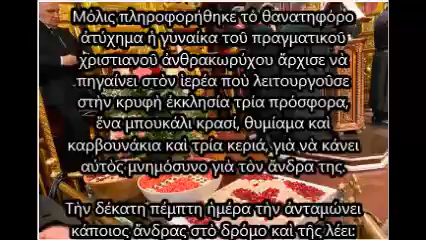 Μόλις πληροφορήθηκε τὸ θανατηφόρο
ἀτύχημα ἡ γυναίκα τοῦ πραγματικοῦ
χριστιανοῦ ἀνθρακωρύχου ἄρχισε νὰ
πηγαίνει στὸν ἱερέα ποὺ λειτουργοῦσε
στὴν κρυφὴ ἐκκλησία τρία πρόσφορα,
ἕνα μπουκάλι κρασί, θυμίαμα καὶ
καρβουνάκια καὶ τρία κεριά, γιὰ νὰ κάνει
αὐτὸς μνημόσυνο γιὰ τὸν ἄνδρα της.
Τὴν δέκατη πέμπτη ἡμέρα τὴν ἀνταμώνει
κάποιος ἄνδρας στὸ δρόμο καὶ τῆς λέει: